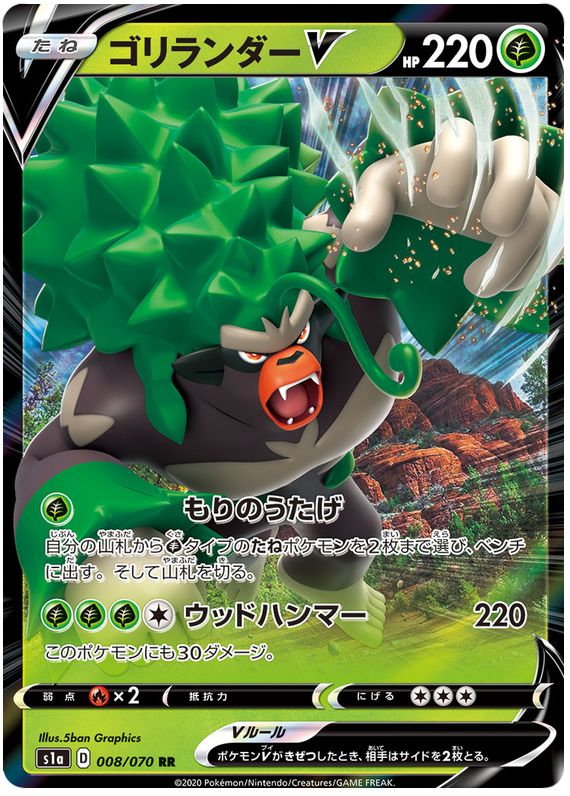 たね ゴリランダーV HP 220
もりのうたげ
自分の山札からタイプのたねポケモンを2枚まで選び、ベンチ
に出す。そして山札を切る。
ウッドハンマー 220
このポケモンにも30ダメージ。
弱点 ×2 抵抗力 にげる
Illus.5ban Graphics
Vルール
s1a D 008/070 RR
ポケモンVがきぜつしたとき、相手はサイドを2枚とる。
©2020 Pokémon/Nintendo/Creatures/GAME FREAK.